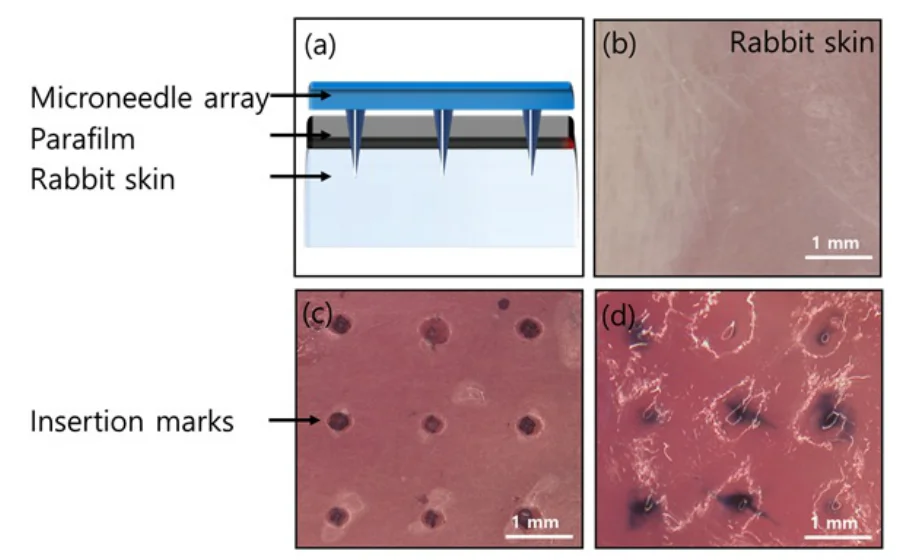 (a)
(b)
Rabbit skin
Microneedle array
Parafilm
Rabbit skin
1 mm
(c)
(d)
Insertion marks
1 mm
1 mm